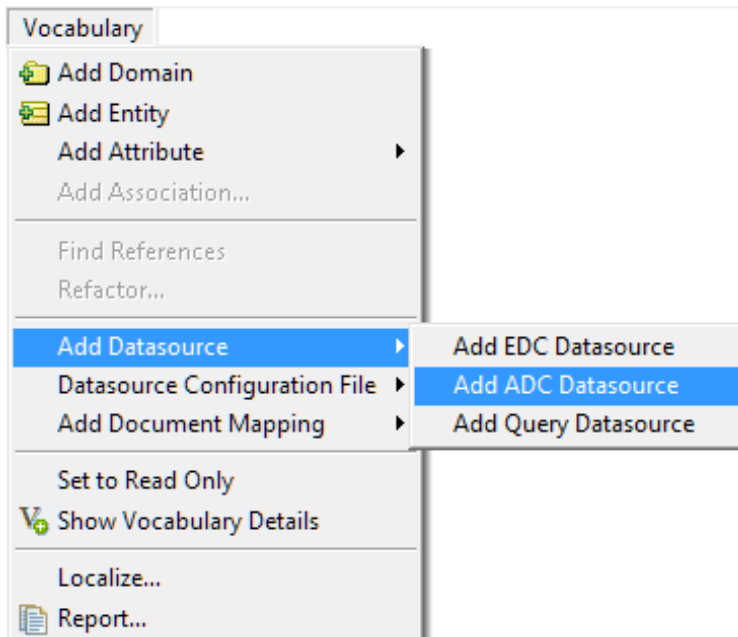 Vocabulary
Add Domain
Add Entity
Add Attribute
Add Association...
Find References
Refactor...
Add Datasource
Add EDC Datasource
Datasource Configuration File
Add ADC Datasource
Add Document Mapping
Add Query Datasource
Set to Read Only
Show Vocabulary Details
Localize...
Report...